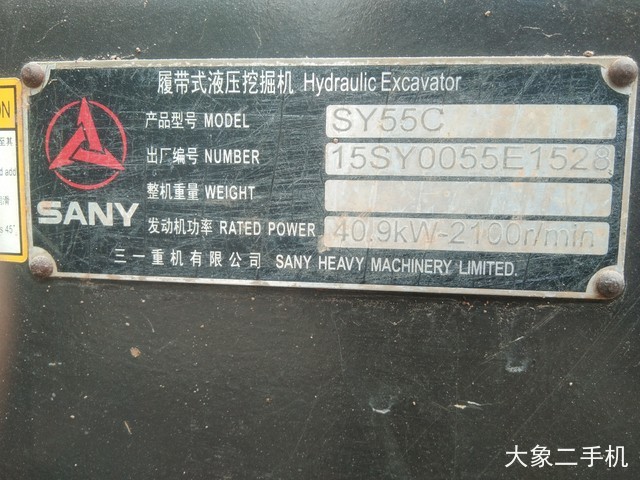 履带式液压挖掘机 Hydraulic Excavator
产品型号 MODEL SY55C
出厂编号 NUMBER 15SY0055E1528
整机重量 WEIGHT
发动机功率 RATED POWER 40.9kW-2100r/min
SANY
三一重机有限公司 SANY HEAVY MACHINERY LIMITED.
ON
大象二手机